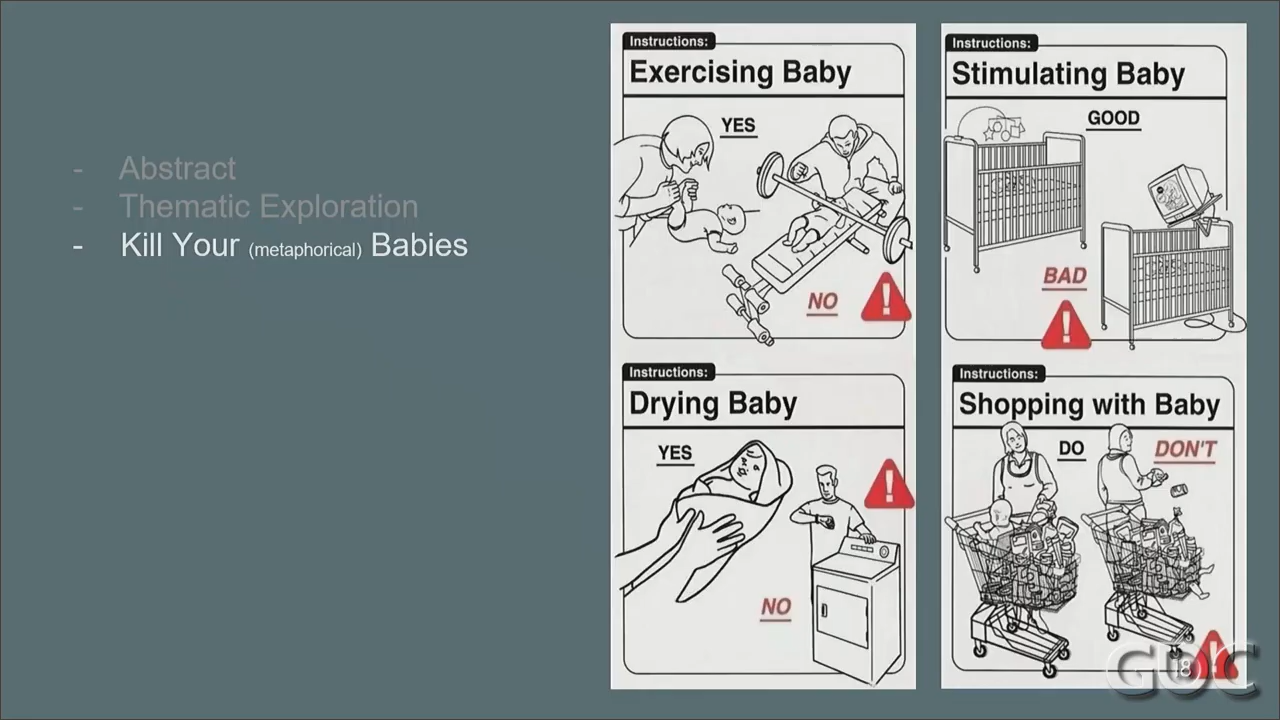 - Abstract
- Thematic Exploration
- Kill Your (metaphorical) Babies
Instructions:
Exercising Baby
YES
NO
Instructions:
Stimulating Baby
GOOD
BAD
Instructions:
Drying Baby
YES
NO
Instructions:
Shopping with Baby
DO
DON'T
GDC
18